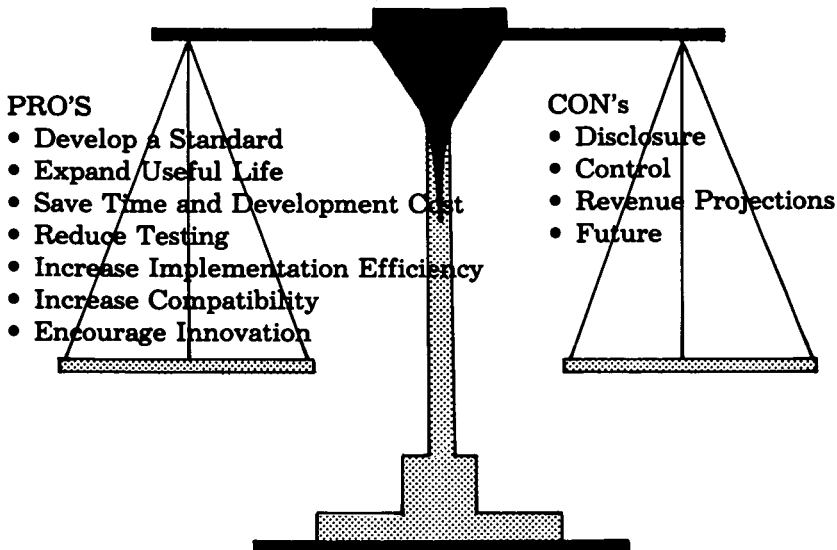 PRO'S
• Develop a Standard
• Expand Useful Life
• Save Time and Development Cost
• Reduce Testing
• Increase Implementation Efficiency
• Increase Compatibility
• Encourage Innovation
CON's
• Disclosure
• Control
• Revenue Projections
• Future